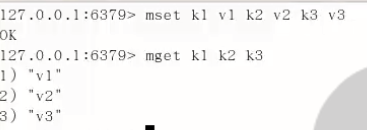 127.0.0.1:6379> mset k1 v1 k2 v2 k3 v3
OK
127.0.0.1:6379> mget k1 k2 k3
1) "v1"
2) "v2"
3) "v3"